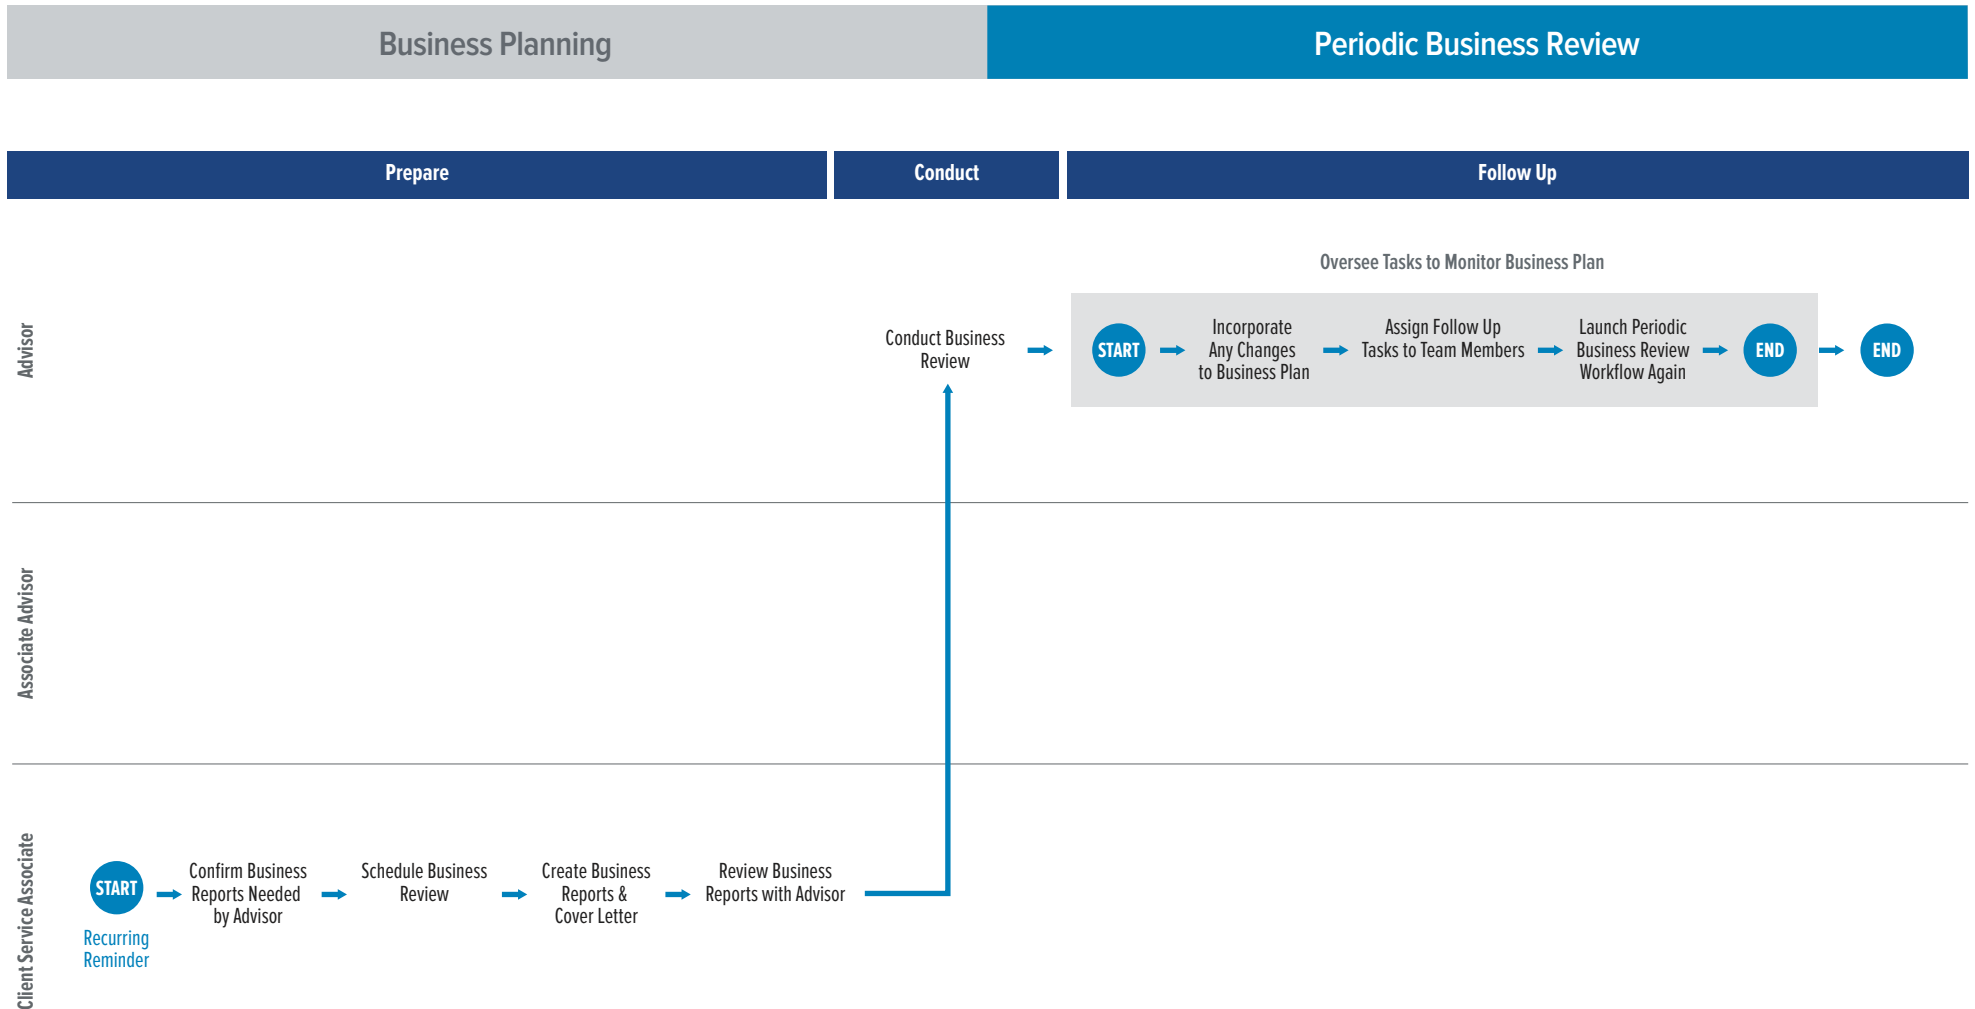 Business Planning
Periodic Business Review
Prepare
Conduct
Follow Up
Advisor
Oversee Tasks to Monitor Business Plan
Conduct Business
Review
START
Incorporate
Any Changes
to Business Plan
Assign Follow Up
Tasks to Team Members
Launch Periodic
Business Review
Workflow Again
END
END
Associate Advisor
Client Service Associate
START
Recurring
Reminder
Confirm Business
Reports Needed
by Advisor
Schedule Business
Review
Create Business
Reports &
Cover Letter
Review Business
Reports with Advisor